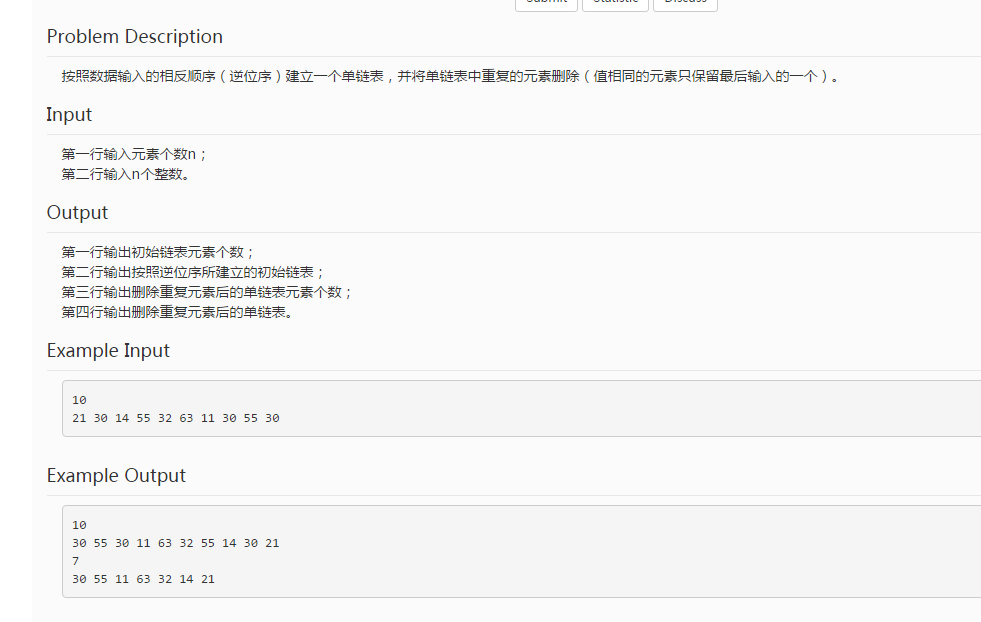 Submit Statistic Discuss
Problem Description
按照数据输入的相反顺序（逆位序）建立一个单链表，并将单链表中重复的元素删除（值相同的元素只保留最后输入的一个）。
Input
第一行输入元素个数n；
第二行输入n个整数。
Output
第一行输出初始链表元素个数；
第二行输出按照逆位序所建立的初始链表；
第三行输出删除重复元素后的单链表元素个数；
第四行输出删除重复元素后的单链表。
Example Input
10
21 30 14 55 32 63 11 30 55 30
Example Output
10
30 55 30 11 63 32 55 14 30 21
7
30 55 11 63 32 14 21